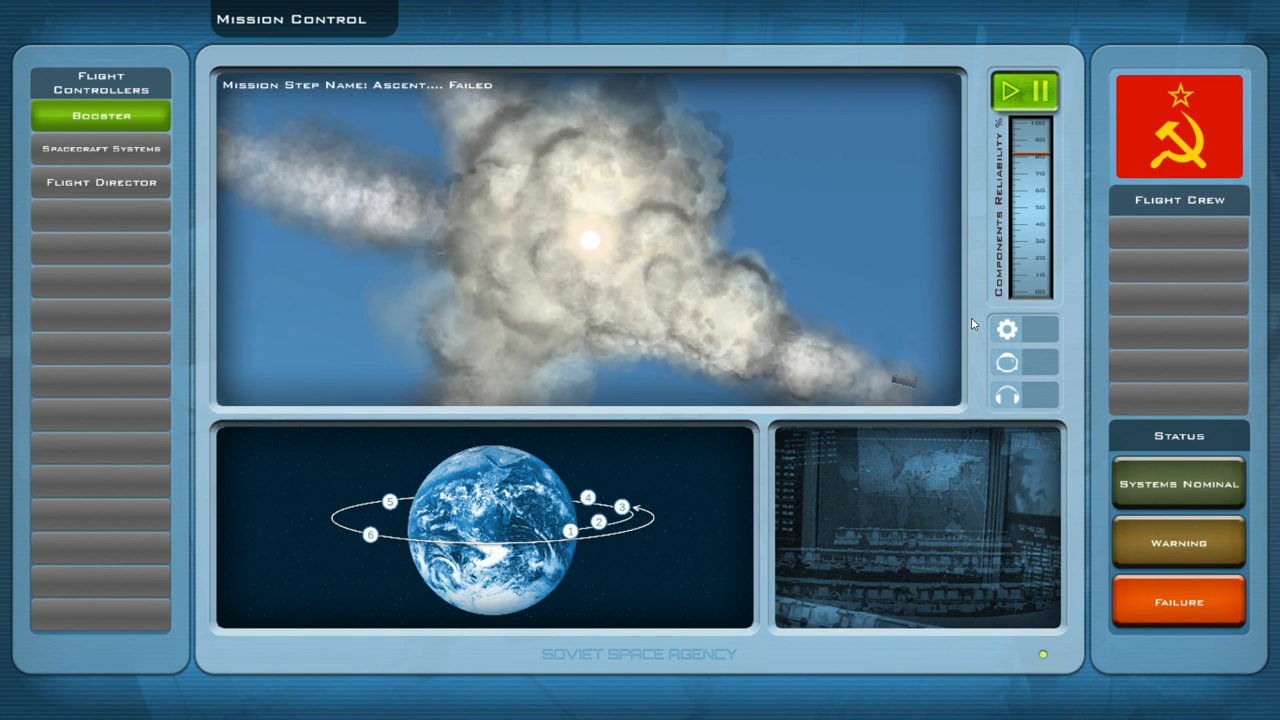 Mission Control
Flight
Controllers
Booster
Spacecraft Systems
Flight Director
Mission Step Name: Ascent.... Failed
Components Reliability %
100
90
80
70
60
50
40
30
20
10
00
Flight Crew
Status
Systems Nominal
Warning
Failure
5
4
3
2
1
6
SOVIET SPACE AGENCY